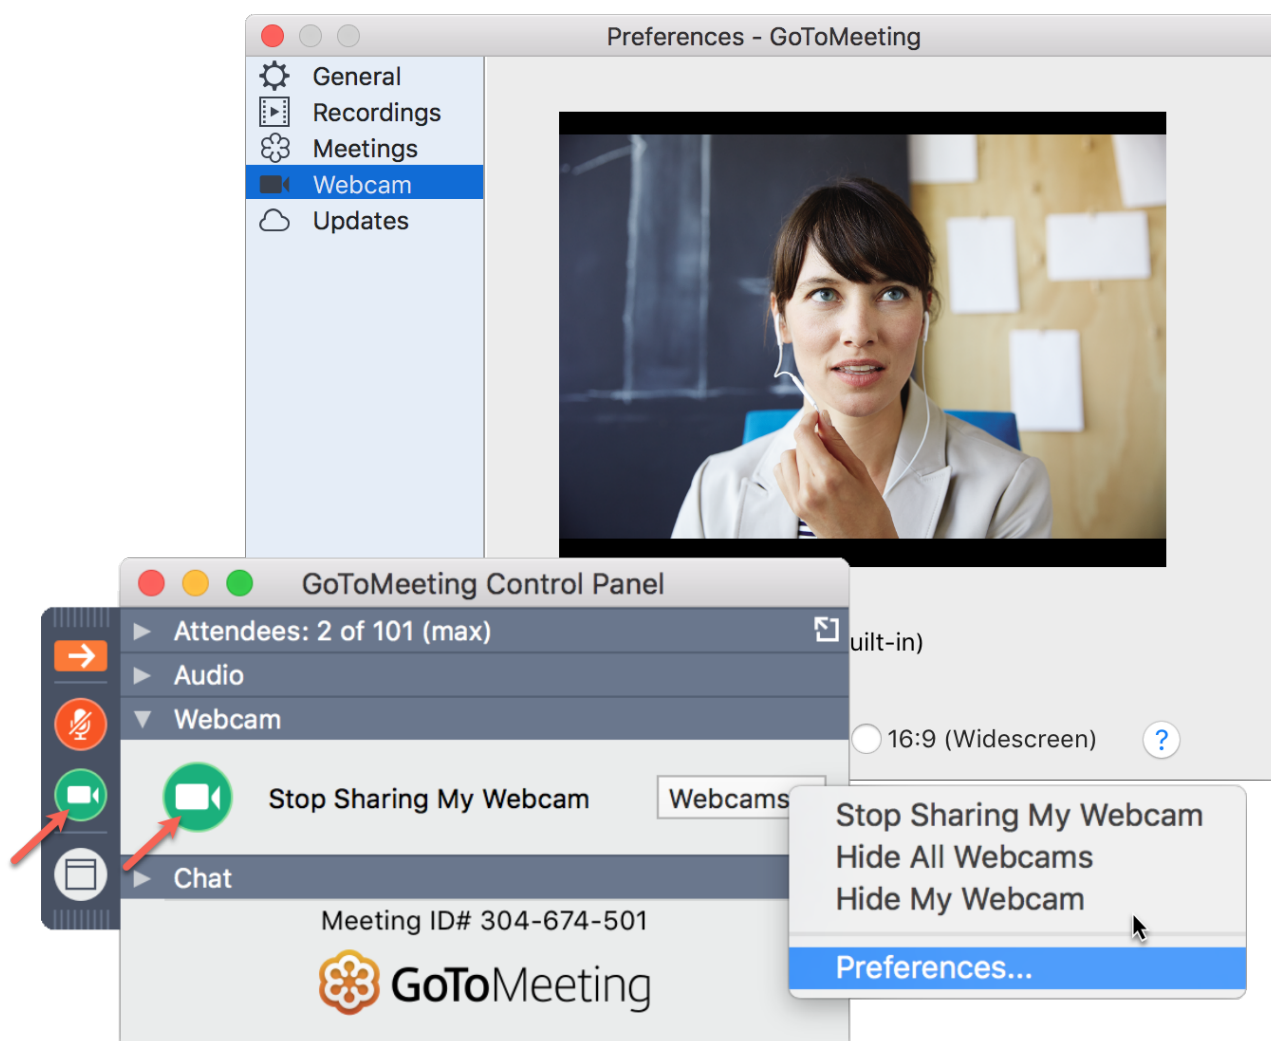 Preferences - GoToMeeting
General
Recordings
Meetings
Webcam
Updates
uilt-in)
16:9 (Widescreen)
?
GoToMeeting Control Panel
Attendees: 2 of 101 (max)
Audio
Webcam
Stop Sharing My Webcam
Webcams
Chat
Meeting ID# 304-674-501
GoToMeeting
Stop Sharing My Webcam
Hide All Webcams
Hide My Webcam
Preferences...